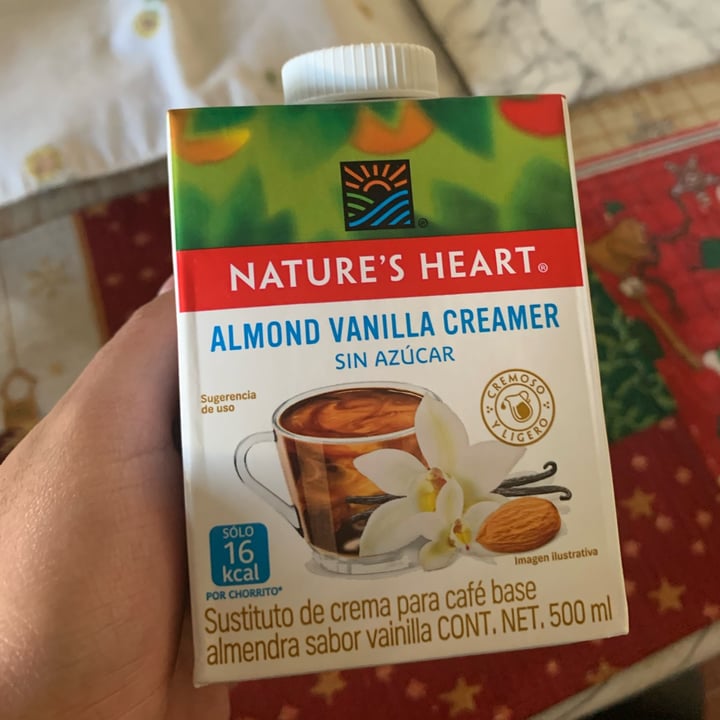 NATURE'S HEART®
ALMOND VANILLA CREAMER
SIN AZÚCAR
Sugerencia
de uso
CREMOSO
Y LIGERO
SÓLO
16
kcal
POR CHORRITO*
Imagen ilustrativa
Sustituto de crema para café base
almendra sabor vainilla CONT. NET. 500 ml